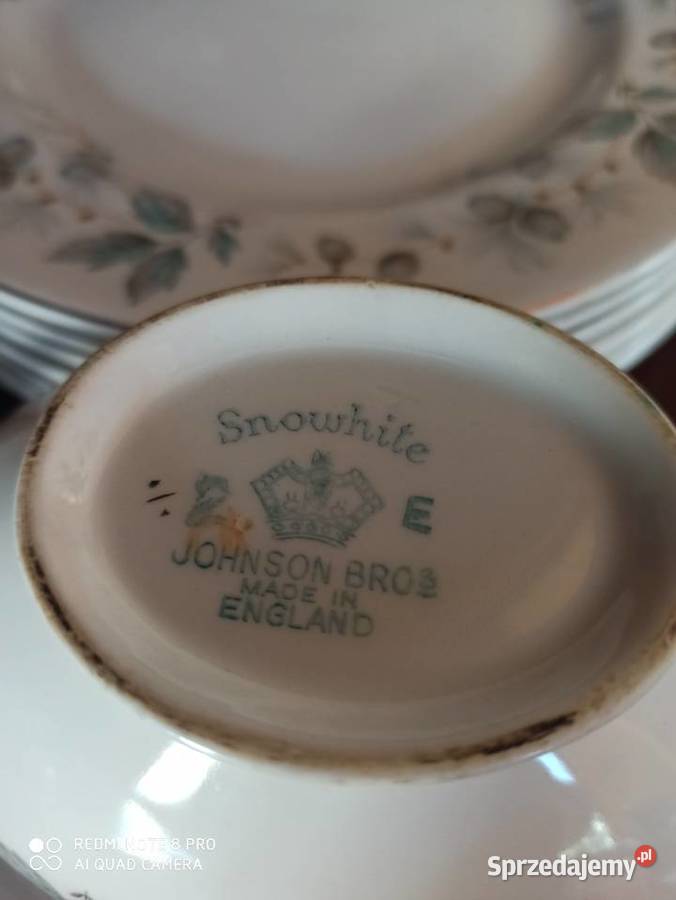 Snowhite
E
JOHNSON BROS
MADE IN
ENGLAND
REDMI NOTE 8 PRO
AI QUAD CAMERA
Sprzedajemy.pl